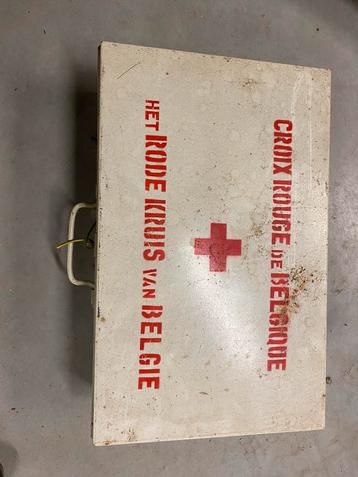 CROIX ROUGE DE BELGIQUE
HET RODE KRUIS VAN BELGIE